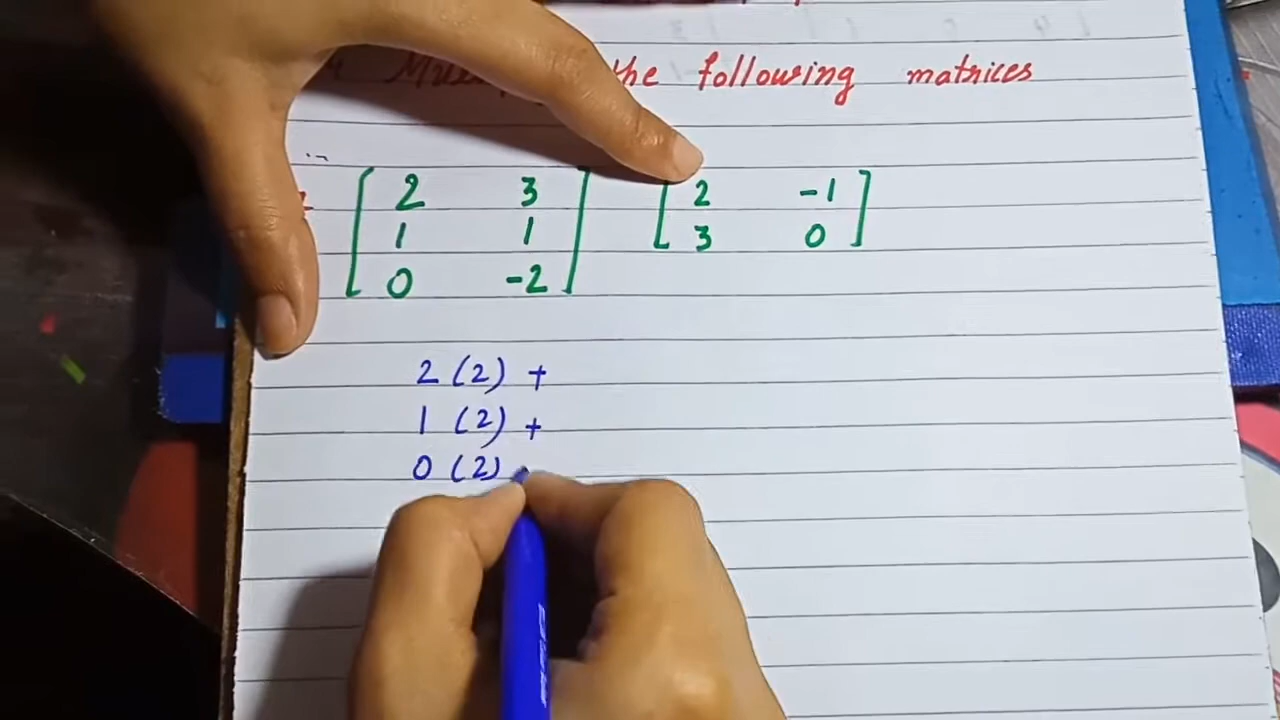 the following matrices
2 3 2 -1
1 1 3 0
0 -2
2 (2) +
1 (2) +
0 (2)